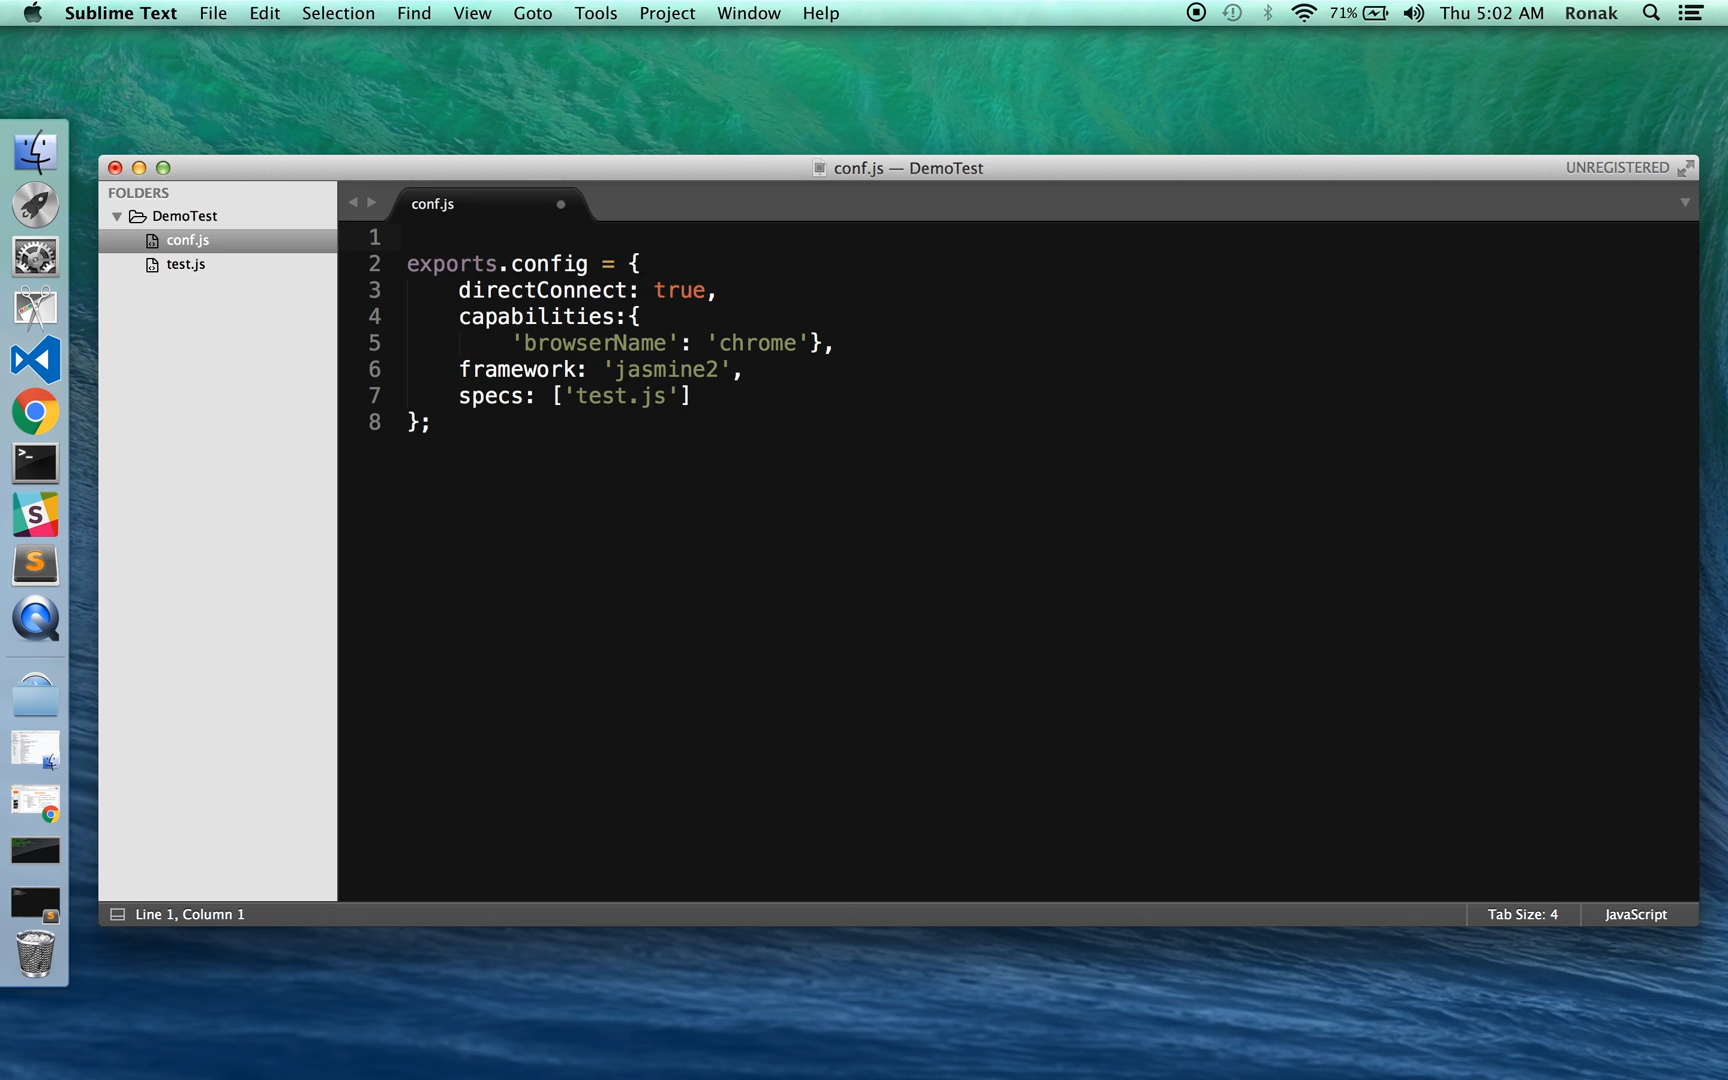 Sublime Text File Edit Selection Find View Goto Tools Project Window Help 71% Thu 5:02 AM Ronak
conf.js — DemoTest UNREGISTERED
FOLDERS
DemoTest
conf.js
test.js
conf.js
1
2 exports.config = {
3 directConnect: true,
4 capabilities:{
5 'browserName': 'chrome'},
6 framework: 'jasmine2',
7 specs: ['test.js']
8 };
Line 1, Column 1 Tab Size: 4 JavaScript